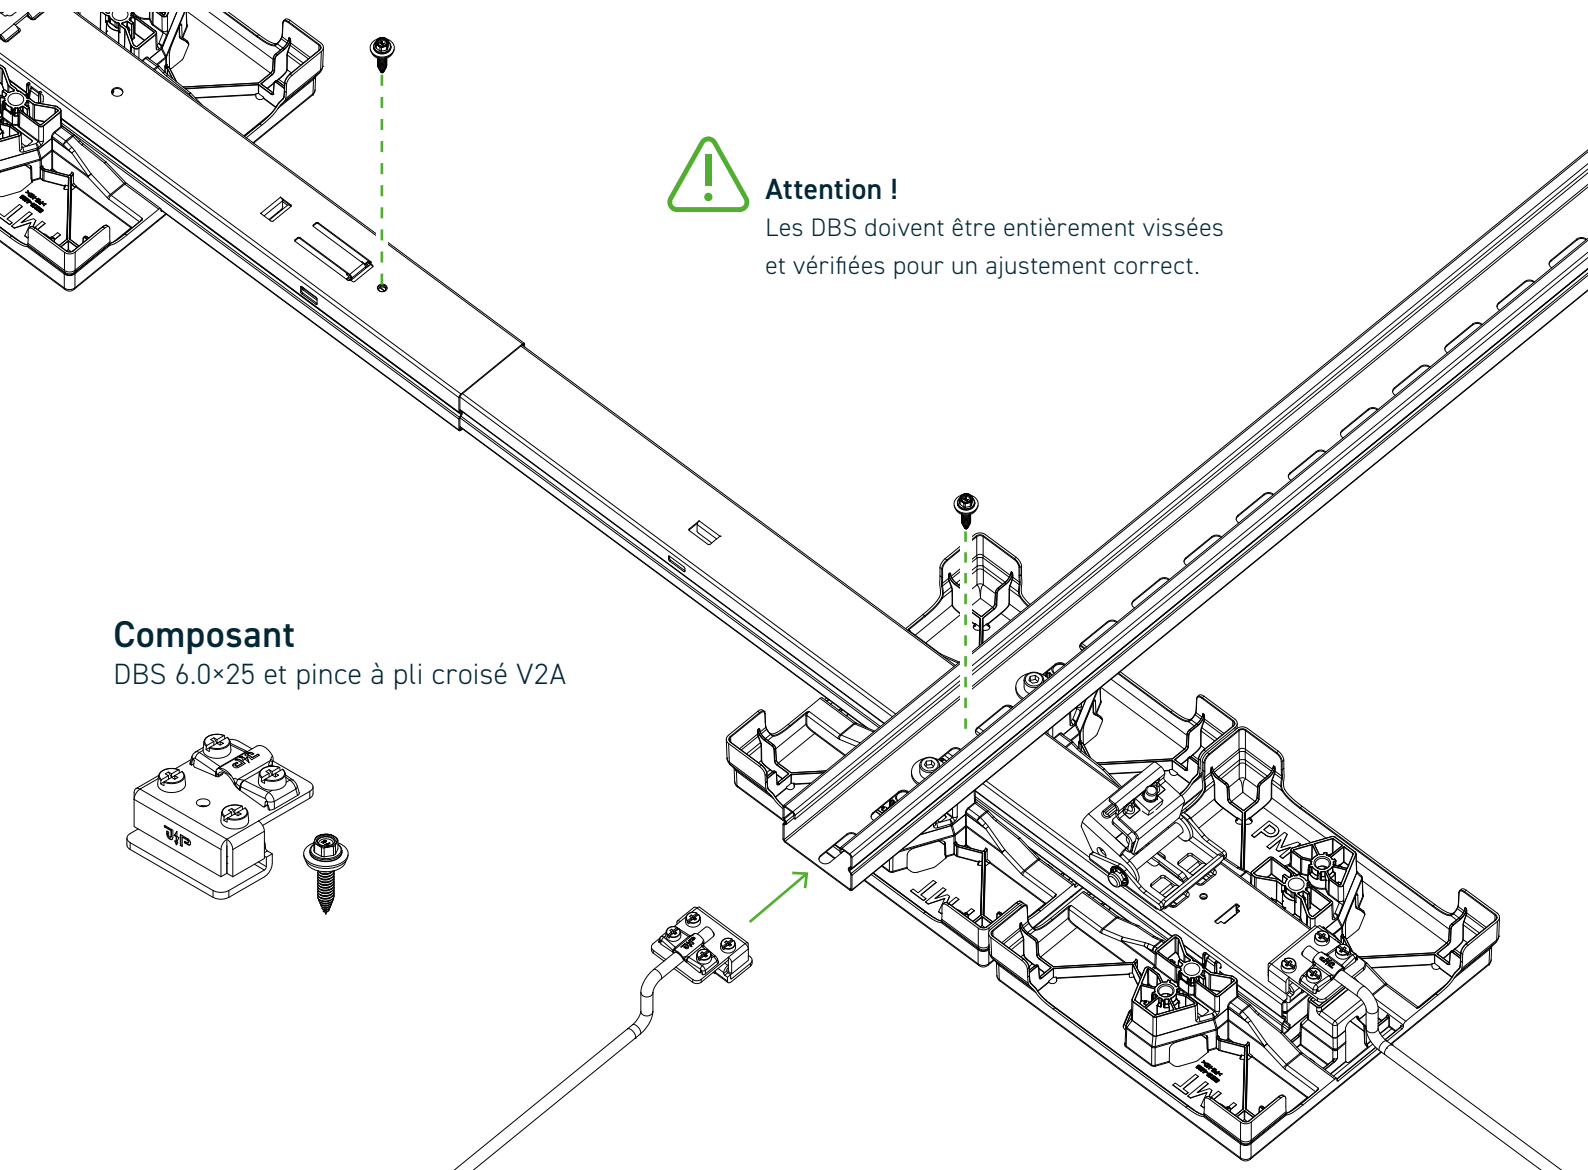 Attention !
Les DBS doivent être entièrement vissées
et vérifiées pour un ajustement correct.
Composant
DBS 6.0×25 et pince à pli croisé V2A
PM